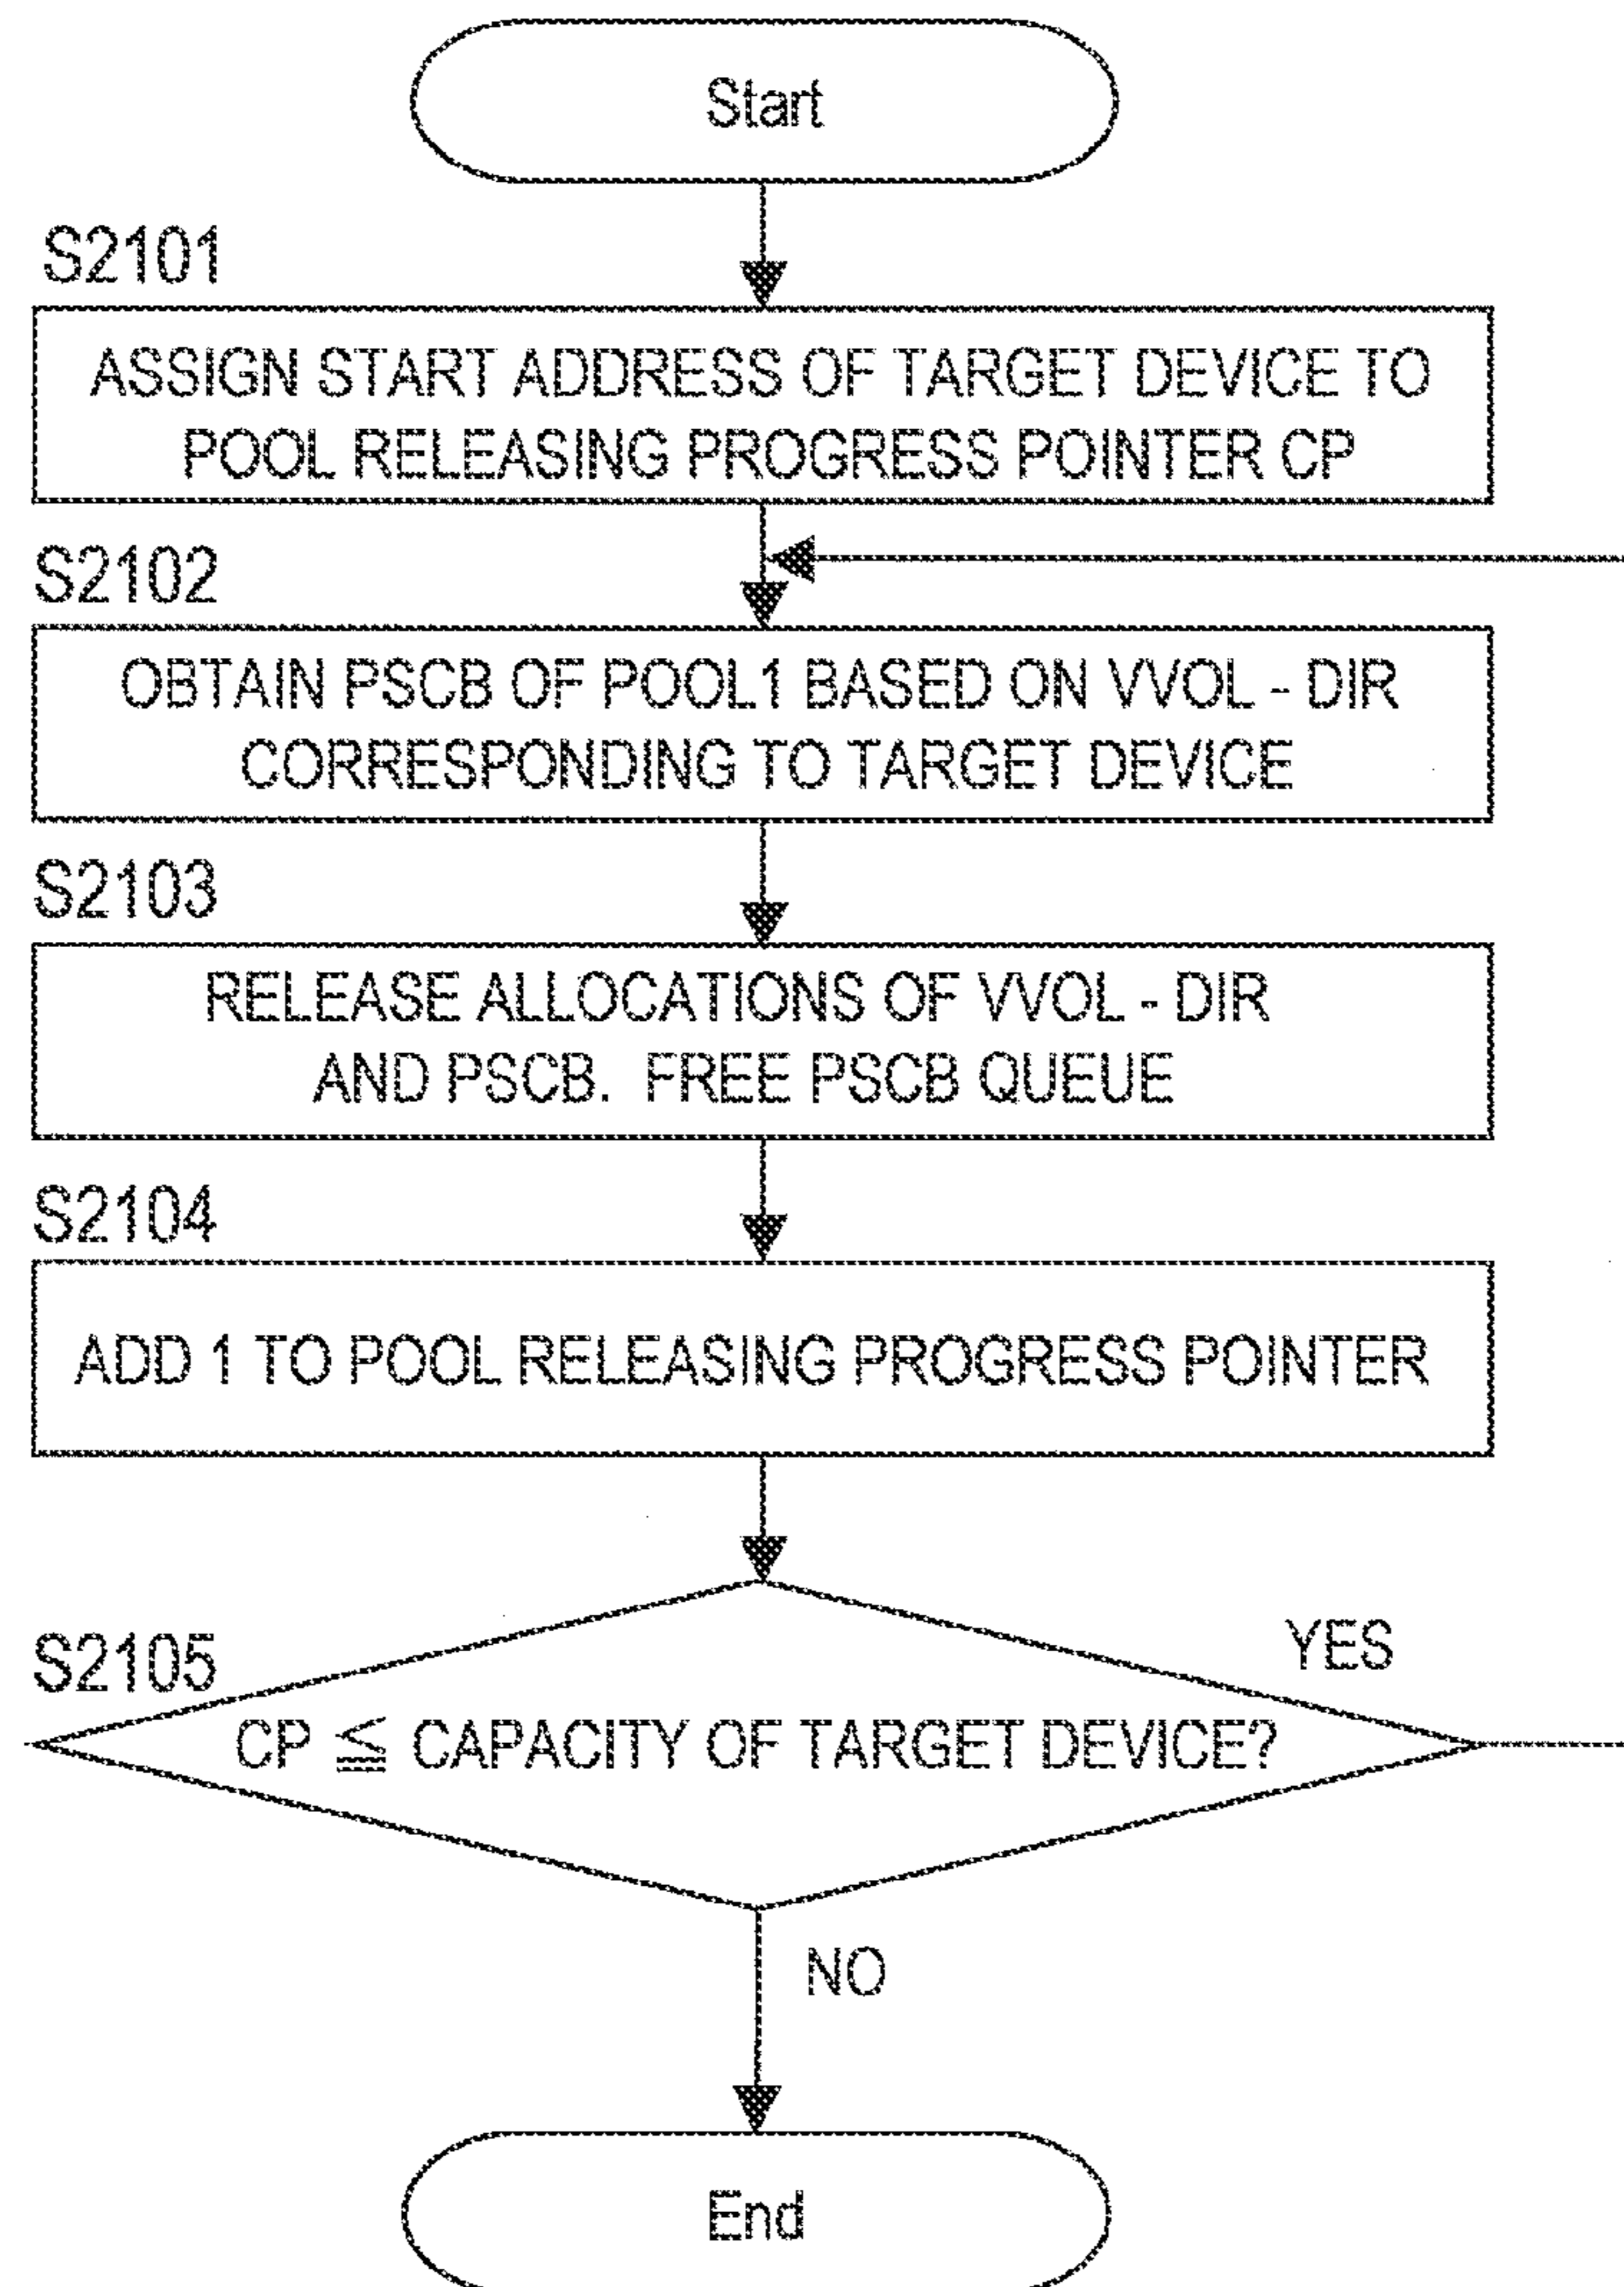 Start
S2101
ASSIGN START ADDRESS OF TARGET DEVICE TO
POOL RELEASING PROGRESS POINTER CP
S2102
OBTAIN PSCB OF POOL1 BASED ON VVOL - DIR
CORRESPONDING TO TARGET DEVICE
S2103
RELEASE ALLOCATIONS OF VVOL - DIR
AND PSCB. FREE PSCB QUEUE
S2104
ADD 1 TO POOL RELEASING PROGRESS POINTER
S2105
YES
CP ≦ CAPACITY OF TARGET DEVICE?
NO
End